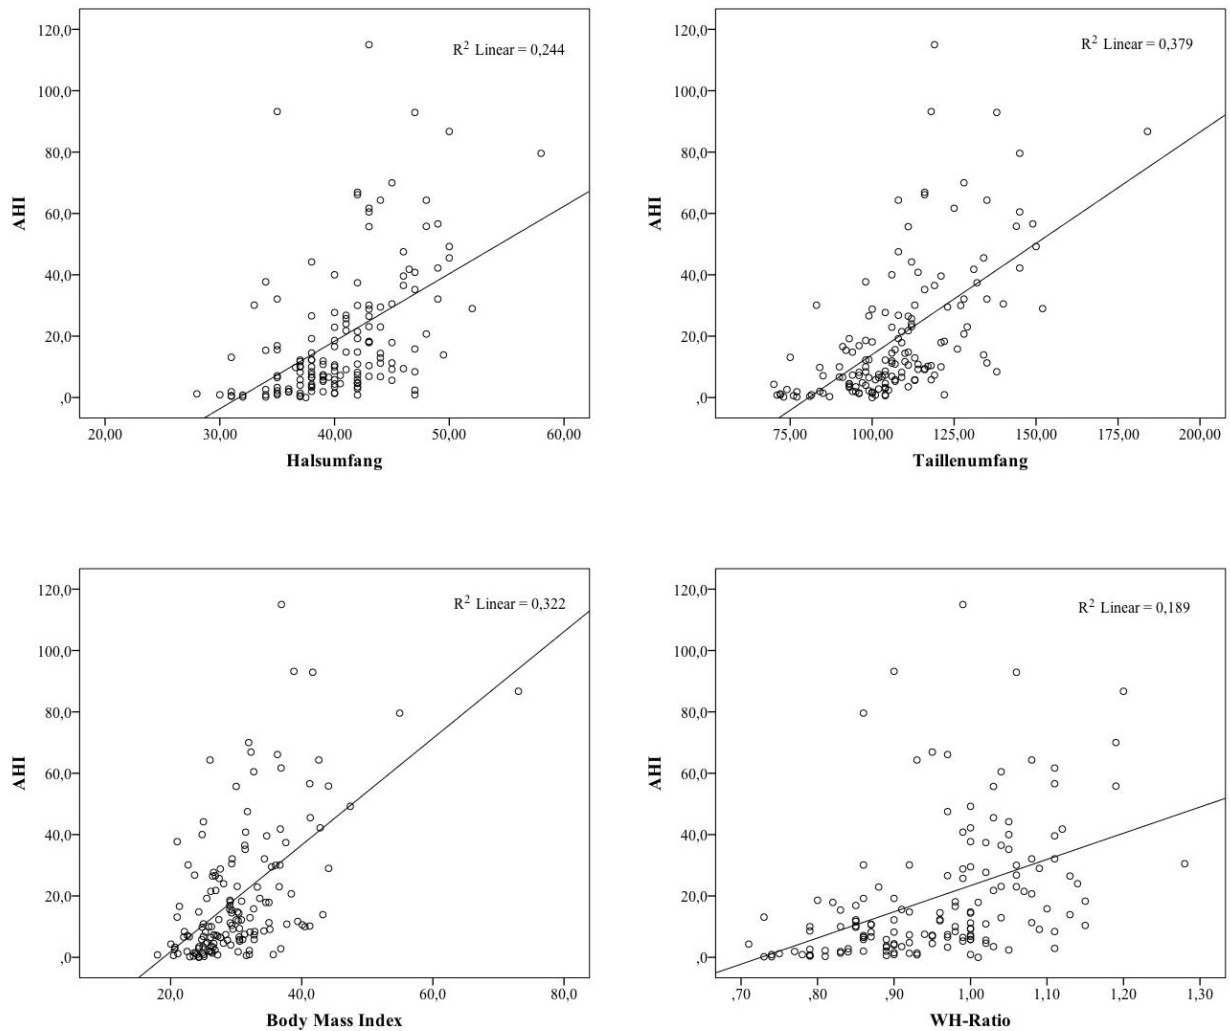 120,0
100,0
80,0
60,0
40,0
20,0
,0
AHI
R² Linear = 0,244
20,00 30,00 40,00 50,00 60,00
Halsumfang
120,0
100,0
80,0
60,0
40,0
20,0
,0
AHI
R² Linear = 0,379
75,00 100,00 125,00 150,00 175,00 200,00
Taillenumfang
120,0
100,0
80,0
60,0
40,0
20,0
,0
AHI
R² Linear = 0,322
20,0 40,0 60,0 80,0
Body Mass Index
120,0
100,0
80,0
60,0
40,0
20,0
,0
AHI
R² Linear = 0,189
,70 ,80 ,90 1,00 1,10 1,20 1,30
WH-Ratio